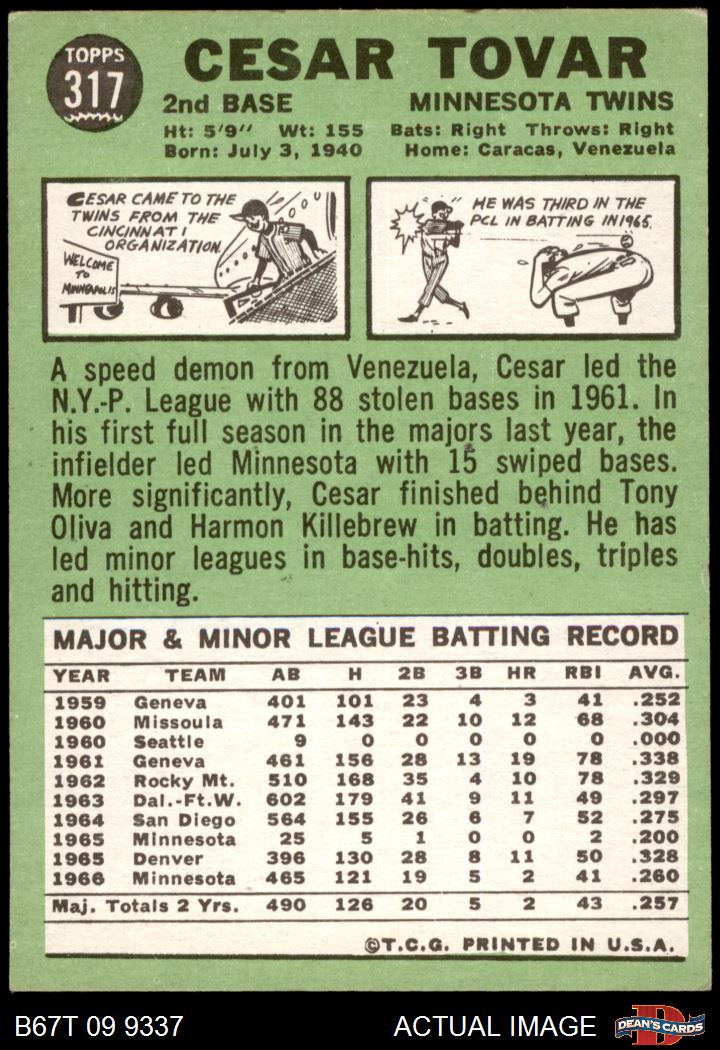 TOPPS
317
CESAR TOVAR
2nd BASE MINNESOTA TWINS
Ht: 5'9" Wt: 155 Bats: Right Throws: Right
Born: July 3, 1940 Home: Caracas, Venezuela
CESAR CAME TO THE
TWINS FROM THE
CINCINNATI
ORGANIZATION.
WELCOME
TO
MINNEAPOLIS
HE WAS THIRD IN THE
PCL IN BATTING IN 1965.
A speed demon from Venezuela, Cesar led the
N.Y.-P. League with 88 stolen bases in 1961. In
his first full season in the majors last year, the
infielder led Minnesota with 15 swiped bases.
More significantly, Cesar finished behind Tony
Oliva and Harmon Killebrew in batting. He has
led minor leagues in base-hits, doubles, triples
and hitting.
MAJOR & MINOR LEAGUE BATTING RECORD
YEAR TEAM AB H 2B 3B HR RBI AVG.
1959 Geneva 401 101 23 4 3 41 .252
1960 Missoula 471 143 22 10 12 68 .304
1960 Seattle 9 0 0 0 0 0 .000
1961 Geneva 461 156 28 13 19 78 .338
1962 Rocky Mt. 510 168 35 4 10 78 .329
1963 Dal.-Ft.W. 602 179 41 9 11 49 .297
1964 San Diego 564 155 26 6 7 52 .275
1965 Minnesota 25 5 1 0 0 2 .200
1965 Denver 396 130 28 8 11 50 .328
1966 Minnesota 465 121 19 5 2 41 .260
Maj. Totals 2 Yrs. 490 126 20 5 2 43 .257
©T.C.G. PRINTED IN U.S.A.
B67T 09 9337 ACTUAL IMAGE D DEAN'S CARDS